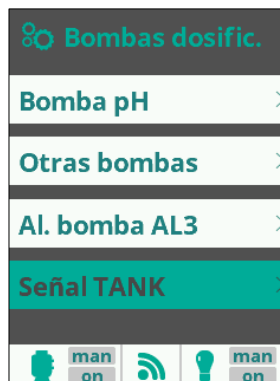 Bombas dosific.
Bomba pH
Otras bombas
Al. bomba AL3
Señal TANK
man man
on on